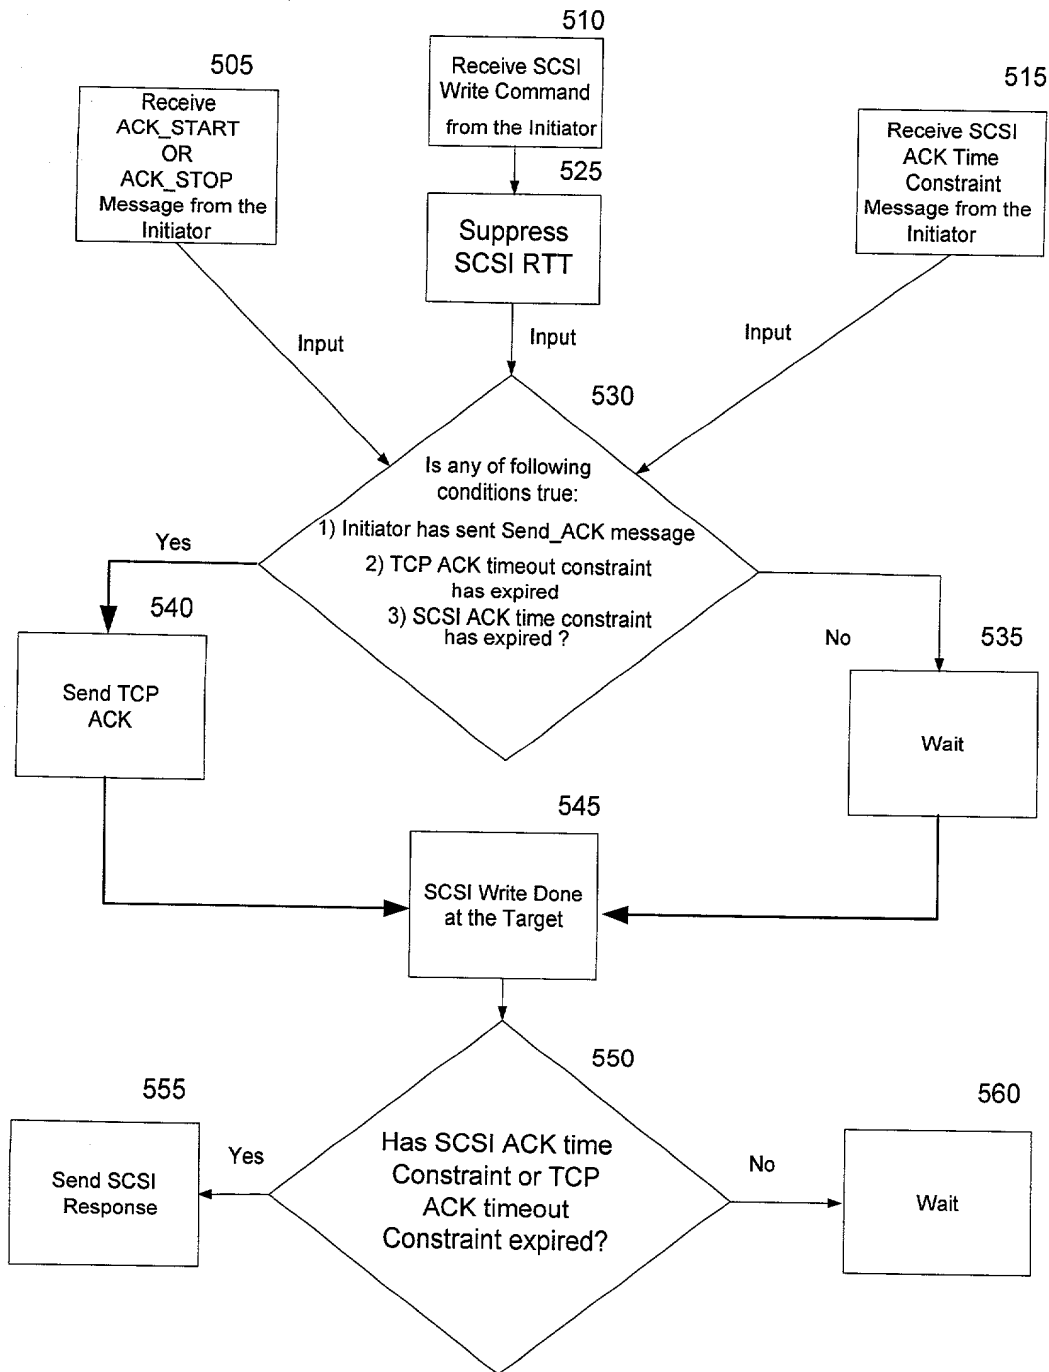 510
505
Receive SCSI
Write Command
from the Initiator
515
Receive
ACK_START
OR
ACK_STOP
Message from the
Initiator
Receive SCSI
ACK Time
Constraint
Message from the
Initiator
525
Suppress
SCSI RTT
Input
Input
Input
530
Is any of following
conditions true:
1) Initiator has sent Send_ACK message
2) TCP ACK timeout constraint
has expired
3) SCSI ACK time constraint
has expired ?
Yes
No
540
Send TCP
ACK
535
Wait
545
SCSI Write Done
at the Target
550
Has SCSI ACK time
Constraint or TCP
ACK timeout
Constraint expired?
Yes
No
555
Send SCSI
Response
560
Wait